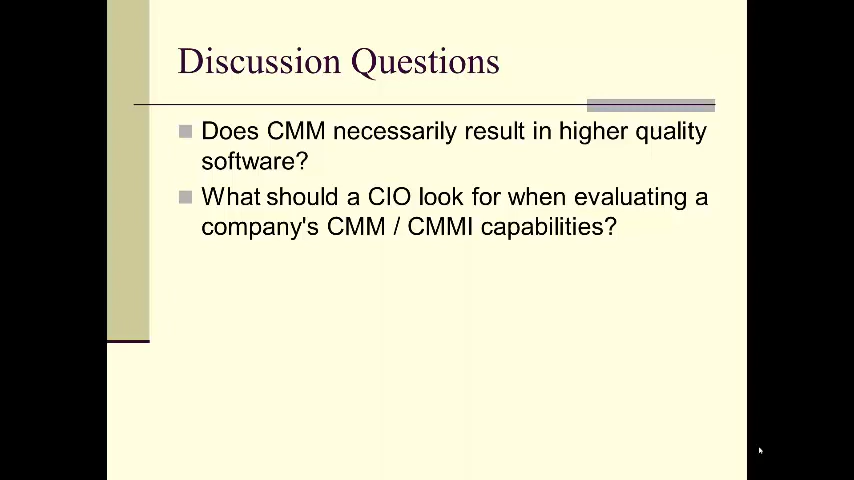 Discussion Questions
Does CMM necessarily result in higher quality
software?
What should a CIO look for when evaluating a
company's CMM / CMMI capabilities?